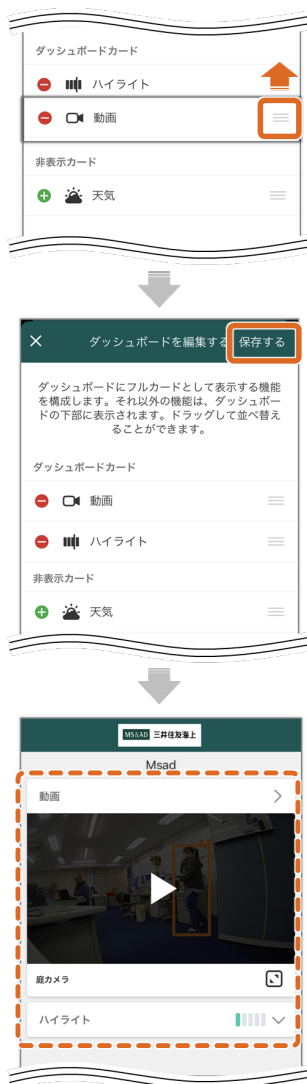 ダッシュボードカード
ハイライト
動画
非表示カード
天気
ダッシュボードを編集する
保存する
ダッシュボードにフルカードとして表示する機能
を構成します。それ以外の機能は、ダッシュボー
ドの下部に表示されます。ドラッグして並べ替え
ることができます。
ダッシュボードカード
動画
ハイライト
非表示カード
天気
MS&AD 三井住友海上
Msad
動画
庭カメラ
ハイライト